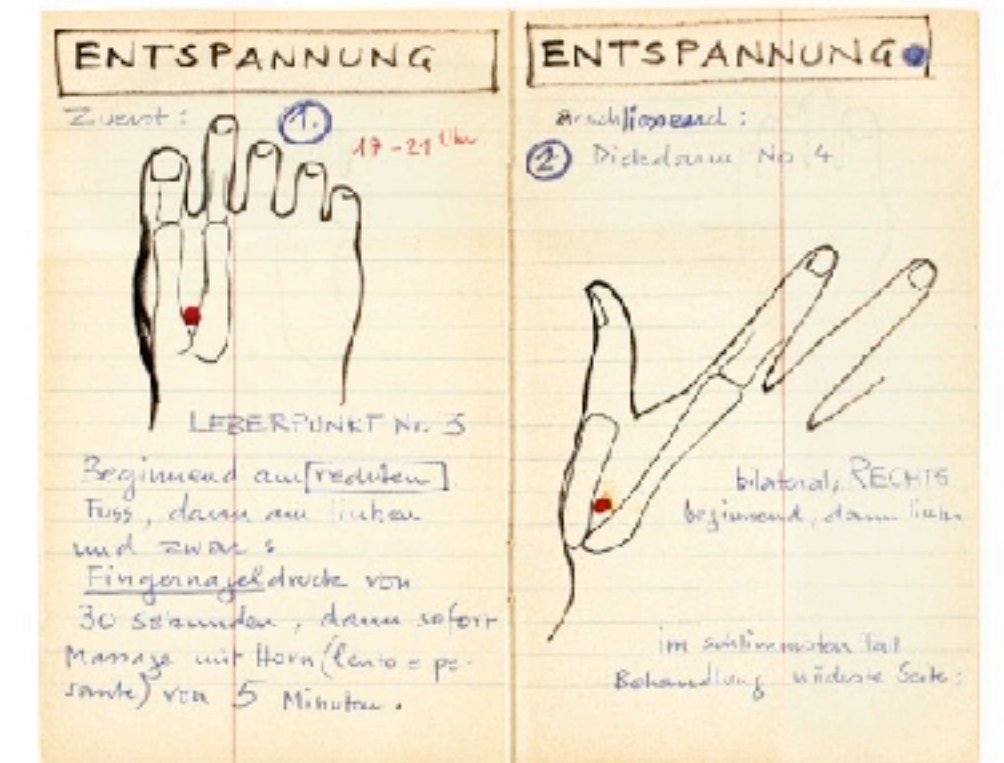 ENTSPANNUNG
Zuerst:
1.
17-21 Uhr
LEBERPUNKT Nr. 3
Beginnend am rechten
Fuss, dann am linken
und zwar:
Fingernageldrucke von
30 sekunden, dann sofort
Massage mit Horn (lento = pe-
sante) von 5 Minuten.
ENTSPANNUNG
anschliessend:
2 Dickdarm No 4
bilateral, RECHTS
beginnend, dann links
im schlimmsten Fall
Behandlung nächste Seite: